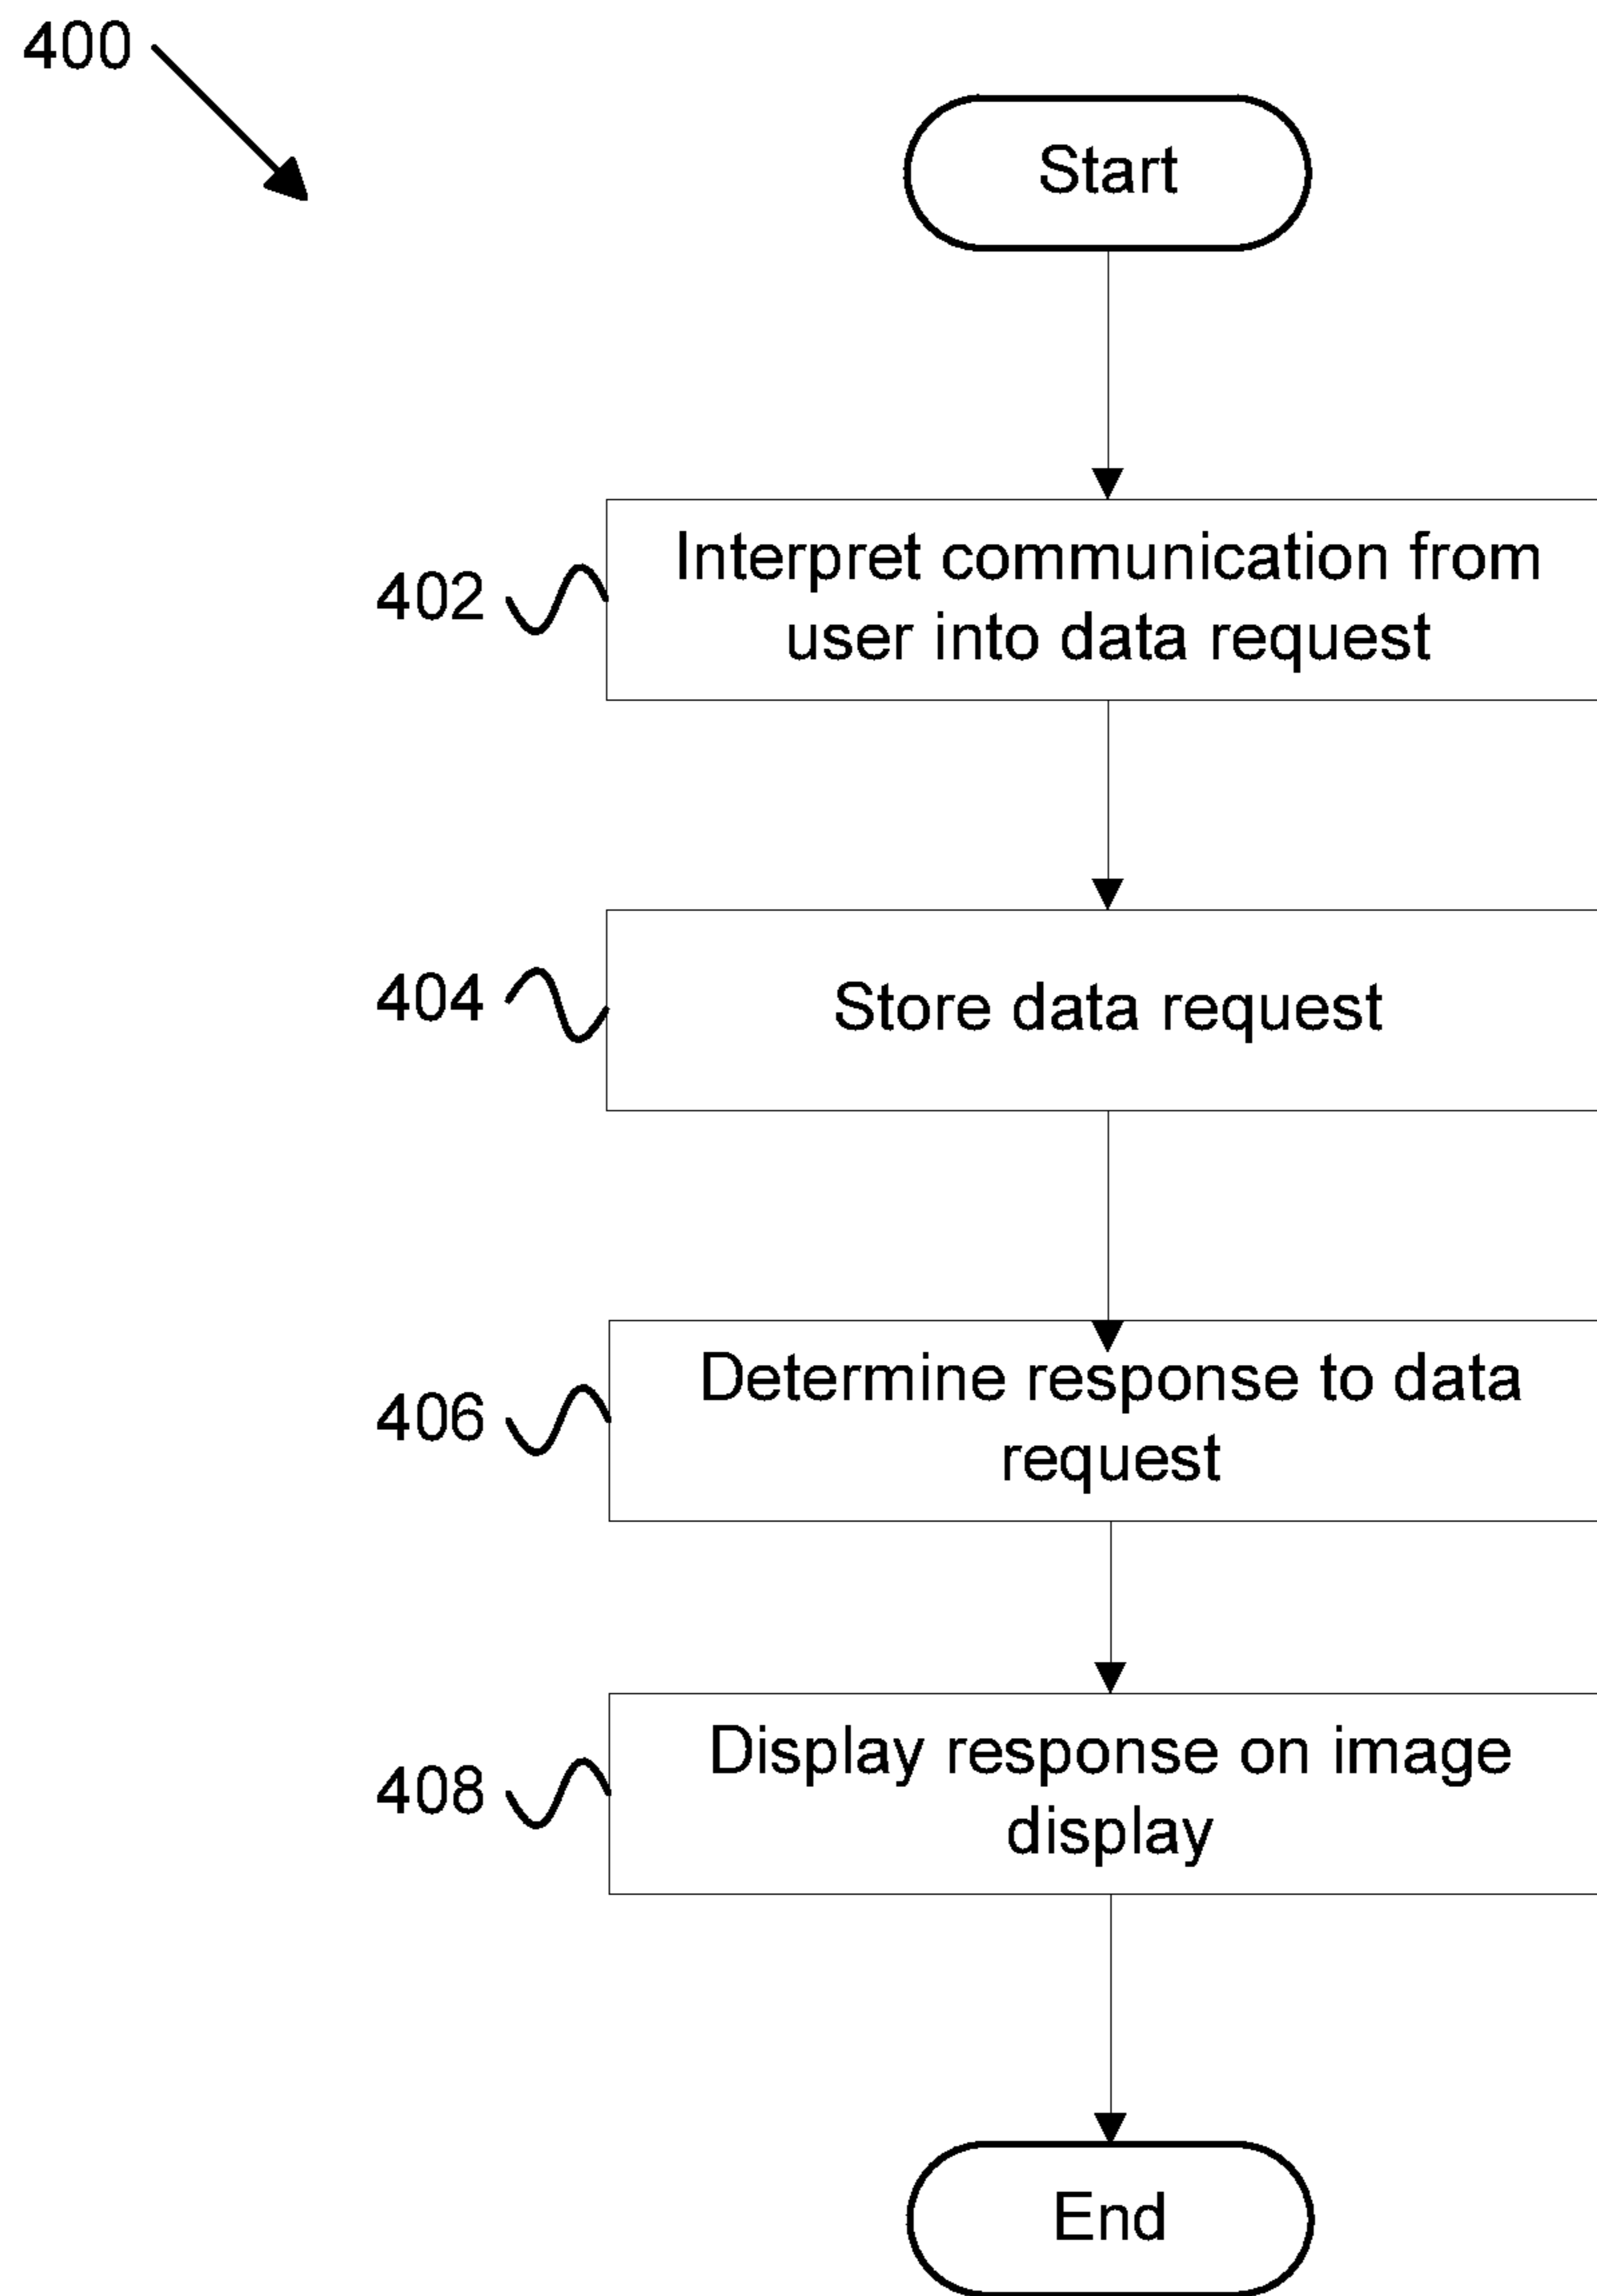 400
Start
402
Interpret communication from
user into data request
404
Store data request
406
Determine response to data
request
408
Display response on image
display
End